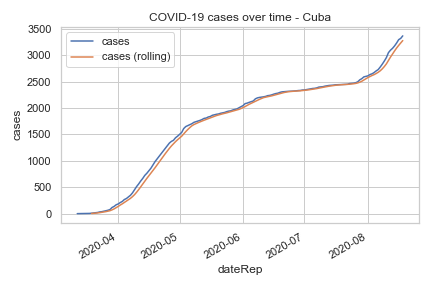 COVID-19 cases over time - Cuba
cases
cases (rolling)
3500
3000
2500
2000
1500
1000
500
0
cases
2020-04
2020-05
2020-06
2020-07
2020-08
dateRep